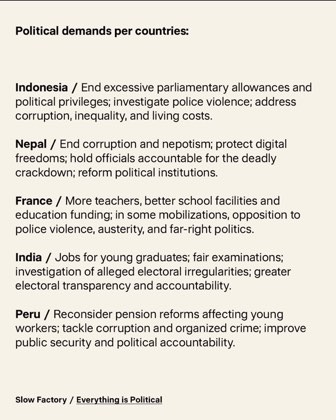 Political demands per countries:
Indonesia / End excessive parliamentary allowances and
political privileges; investigate police violence; address
corruption, inequality, and living costs.
Nepal / End corruption and nepotism; protect digital
freedoms; hold officials accountable for the deadly
crackdown; reform political institutions.
France / More teachers, better school facilities and
education funding; in some mobilizations, opposition to
police violence, austerity, and far-right politics.
India / Jobs for young graduates; fair examinations;
investigation of alleged electoral irregularities; greater
electoral transparency and accountability.
Peru / Reconsider pension reforms affecting young
workers; tackle corruption and organized crime; improve
public security and political accountability.
Slow Factory / Everything is Political